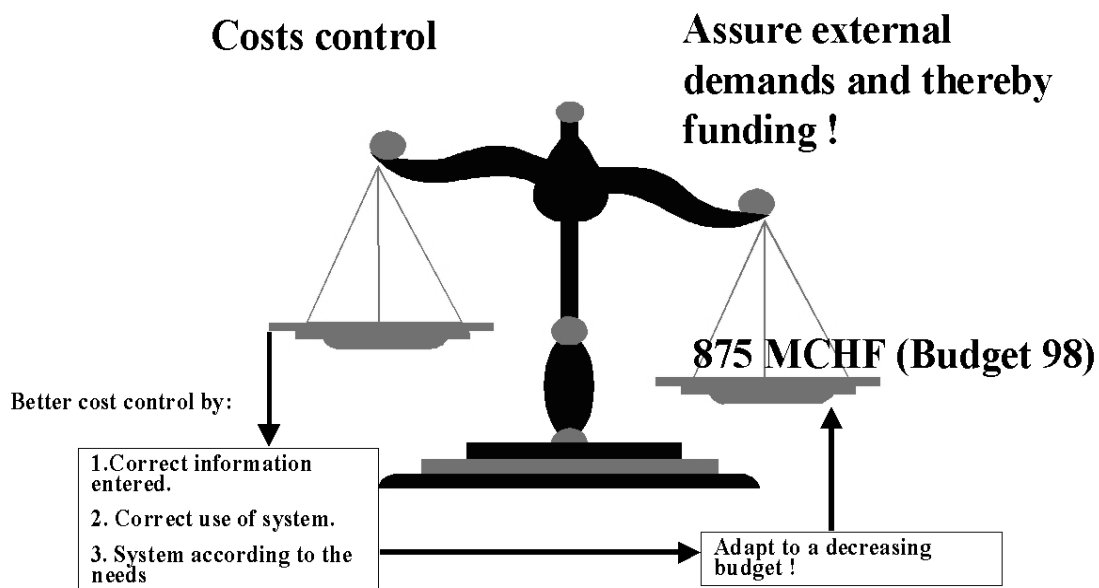 Costs control
Assure external
demands and thereby
funding !
875 MCHF (Budget 98)
Better cost control by:
1.Correct information
entered.
2. Correct use of system.
3. System according to the
needs
Adapt to a decreasing
budget !